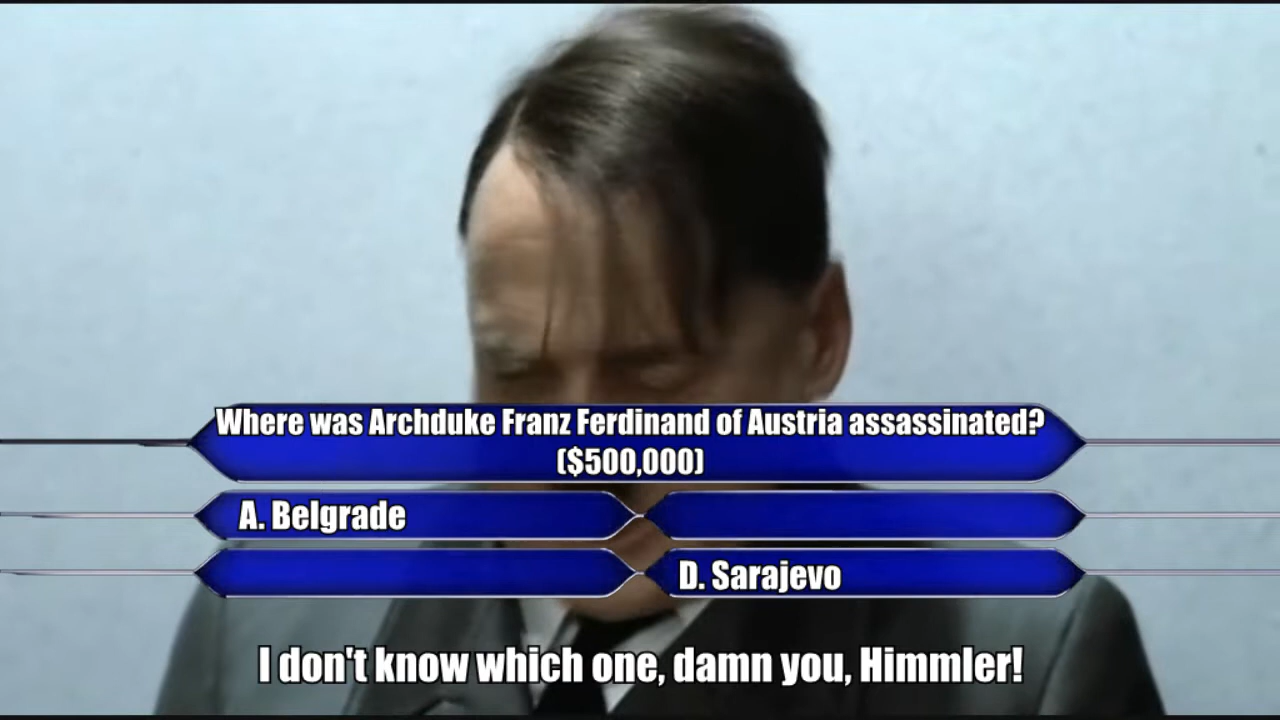 Where was Archduke Franz Ferdinand of Austria assassinated?
($500,000)
A. Belgrade
D. Sarajevo
I don't know which one, damn you, Himmler!